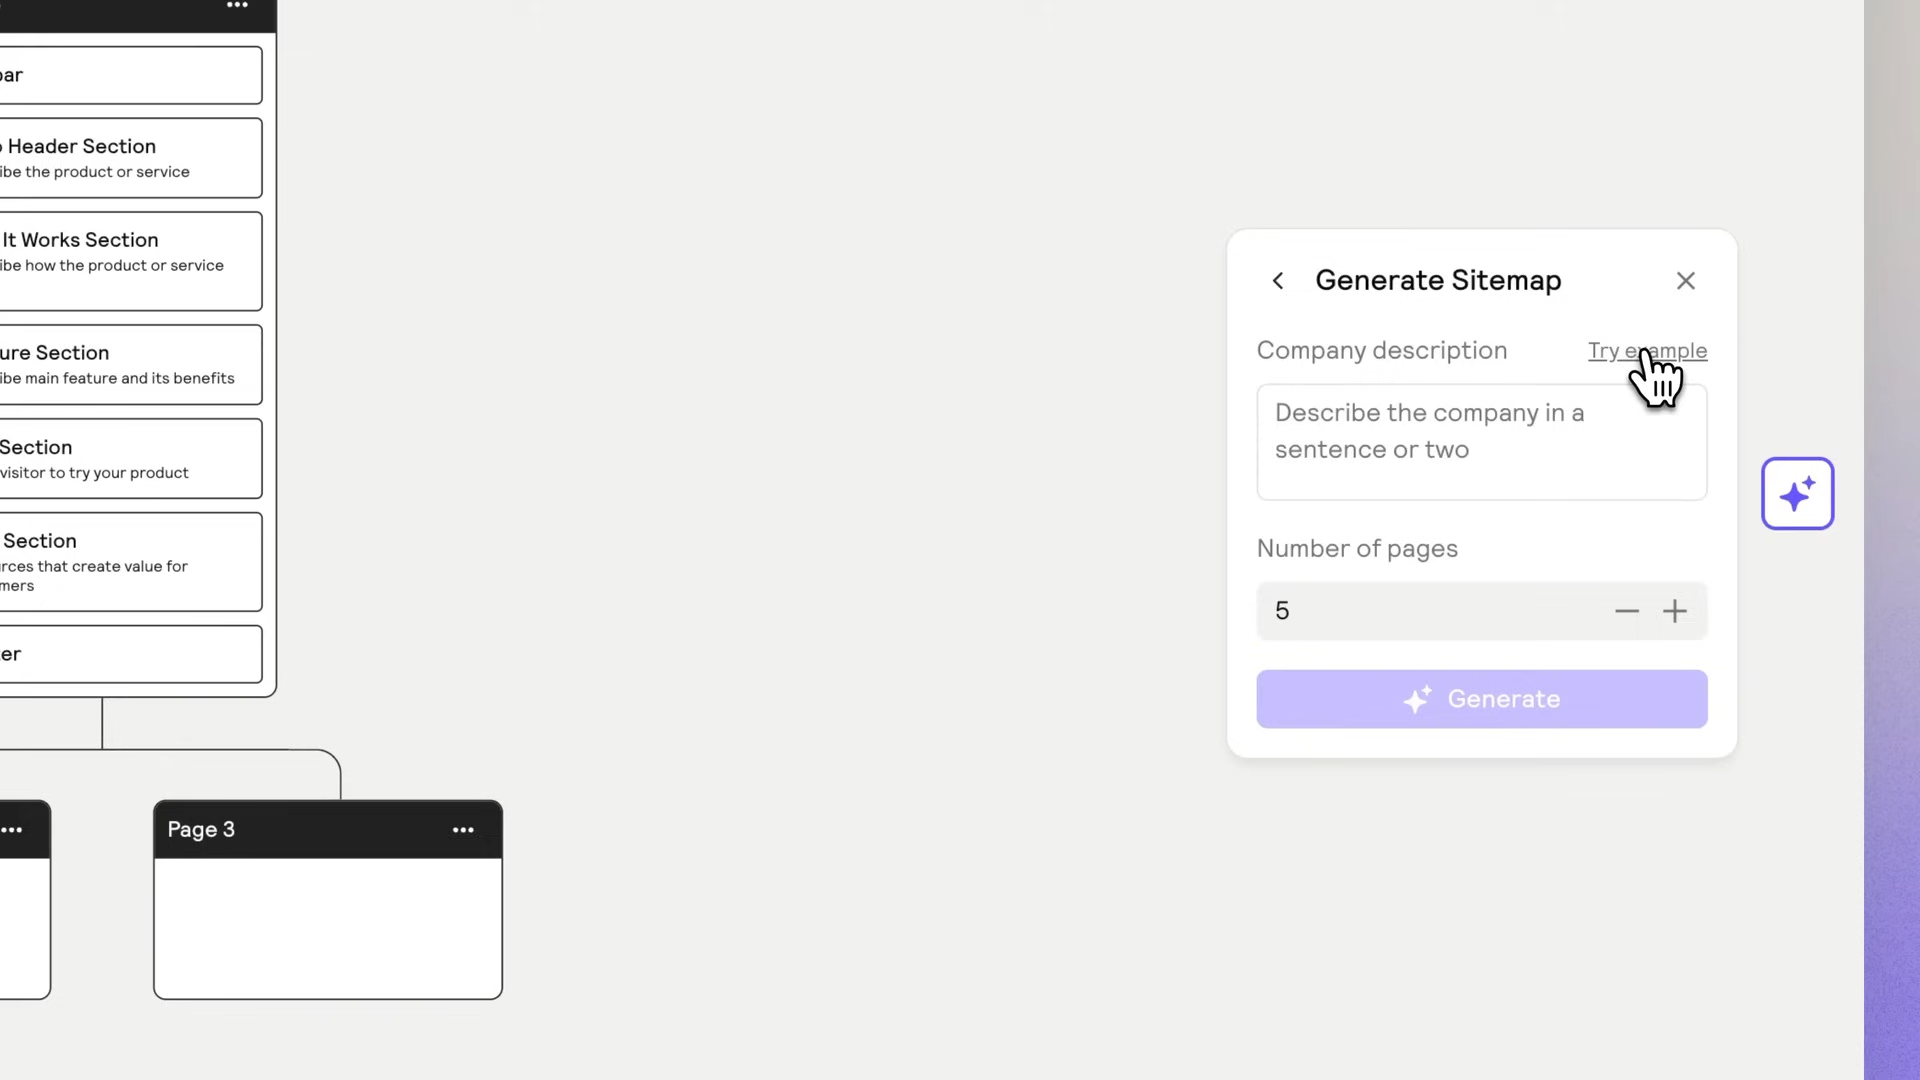 Header Section
ibe the product or service
It Works Section
ibe how the product or service
ure Section
ibe main feature and its benefits
Section
visitor to try your product
Section
rces that create value for
mers
Page 3
Generate Sitemap
Company description
Try example
Describe the company in a
sentence or two
Number of pages
5
Generate